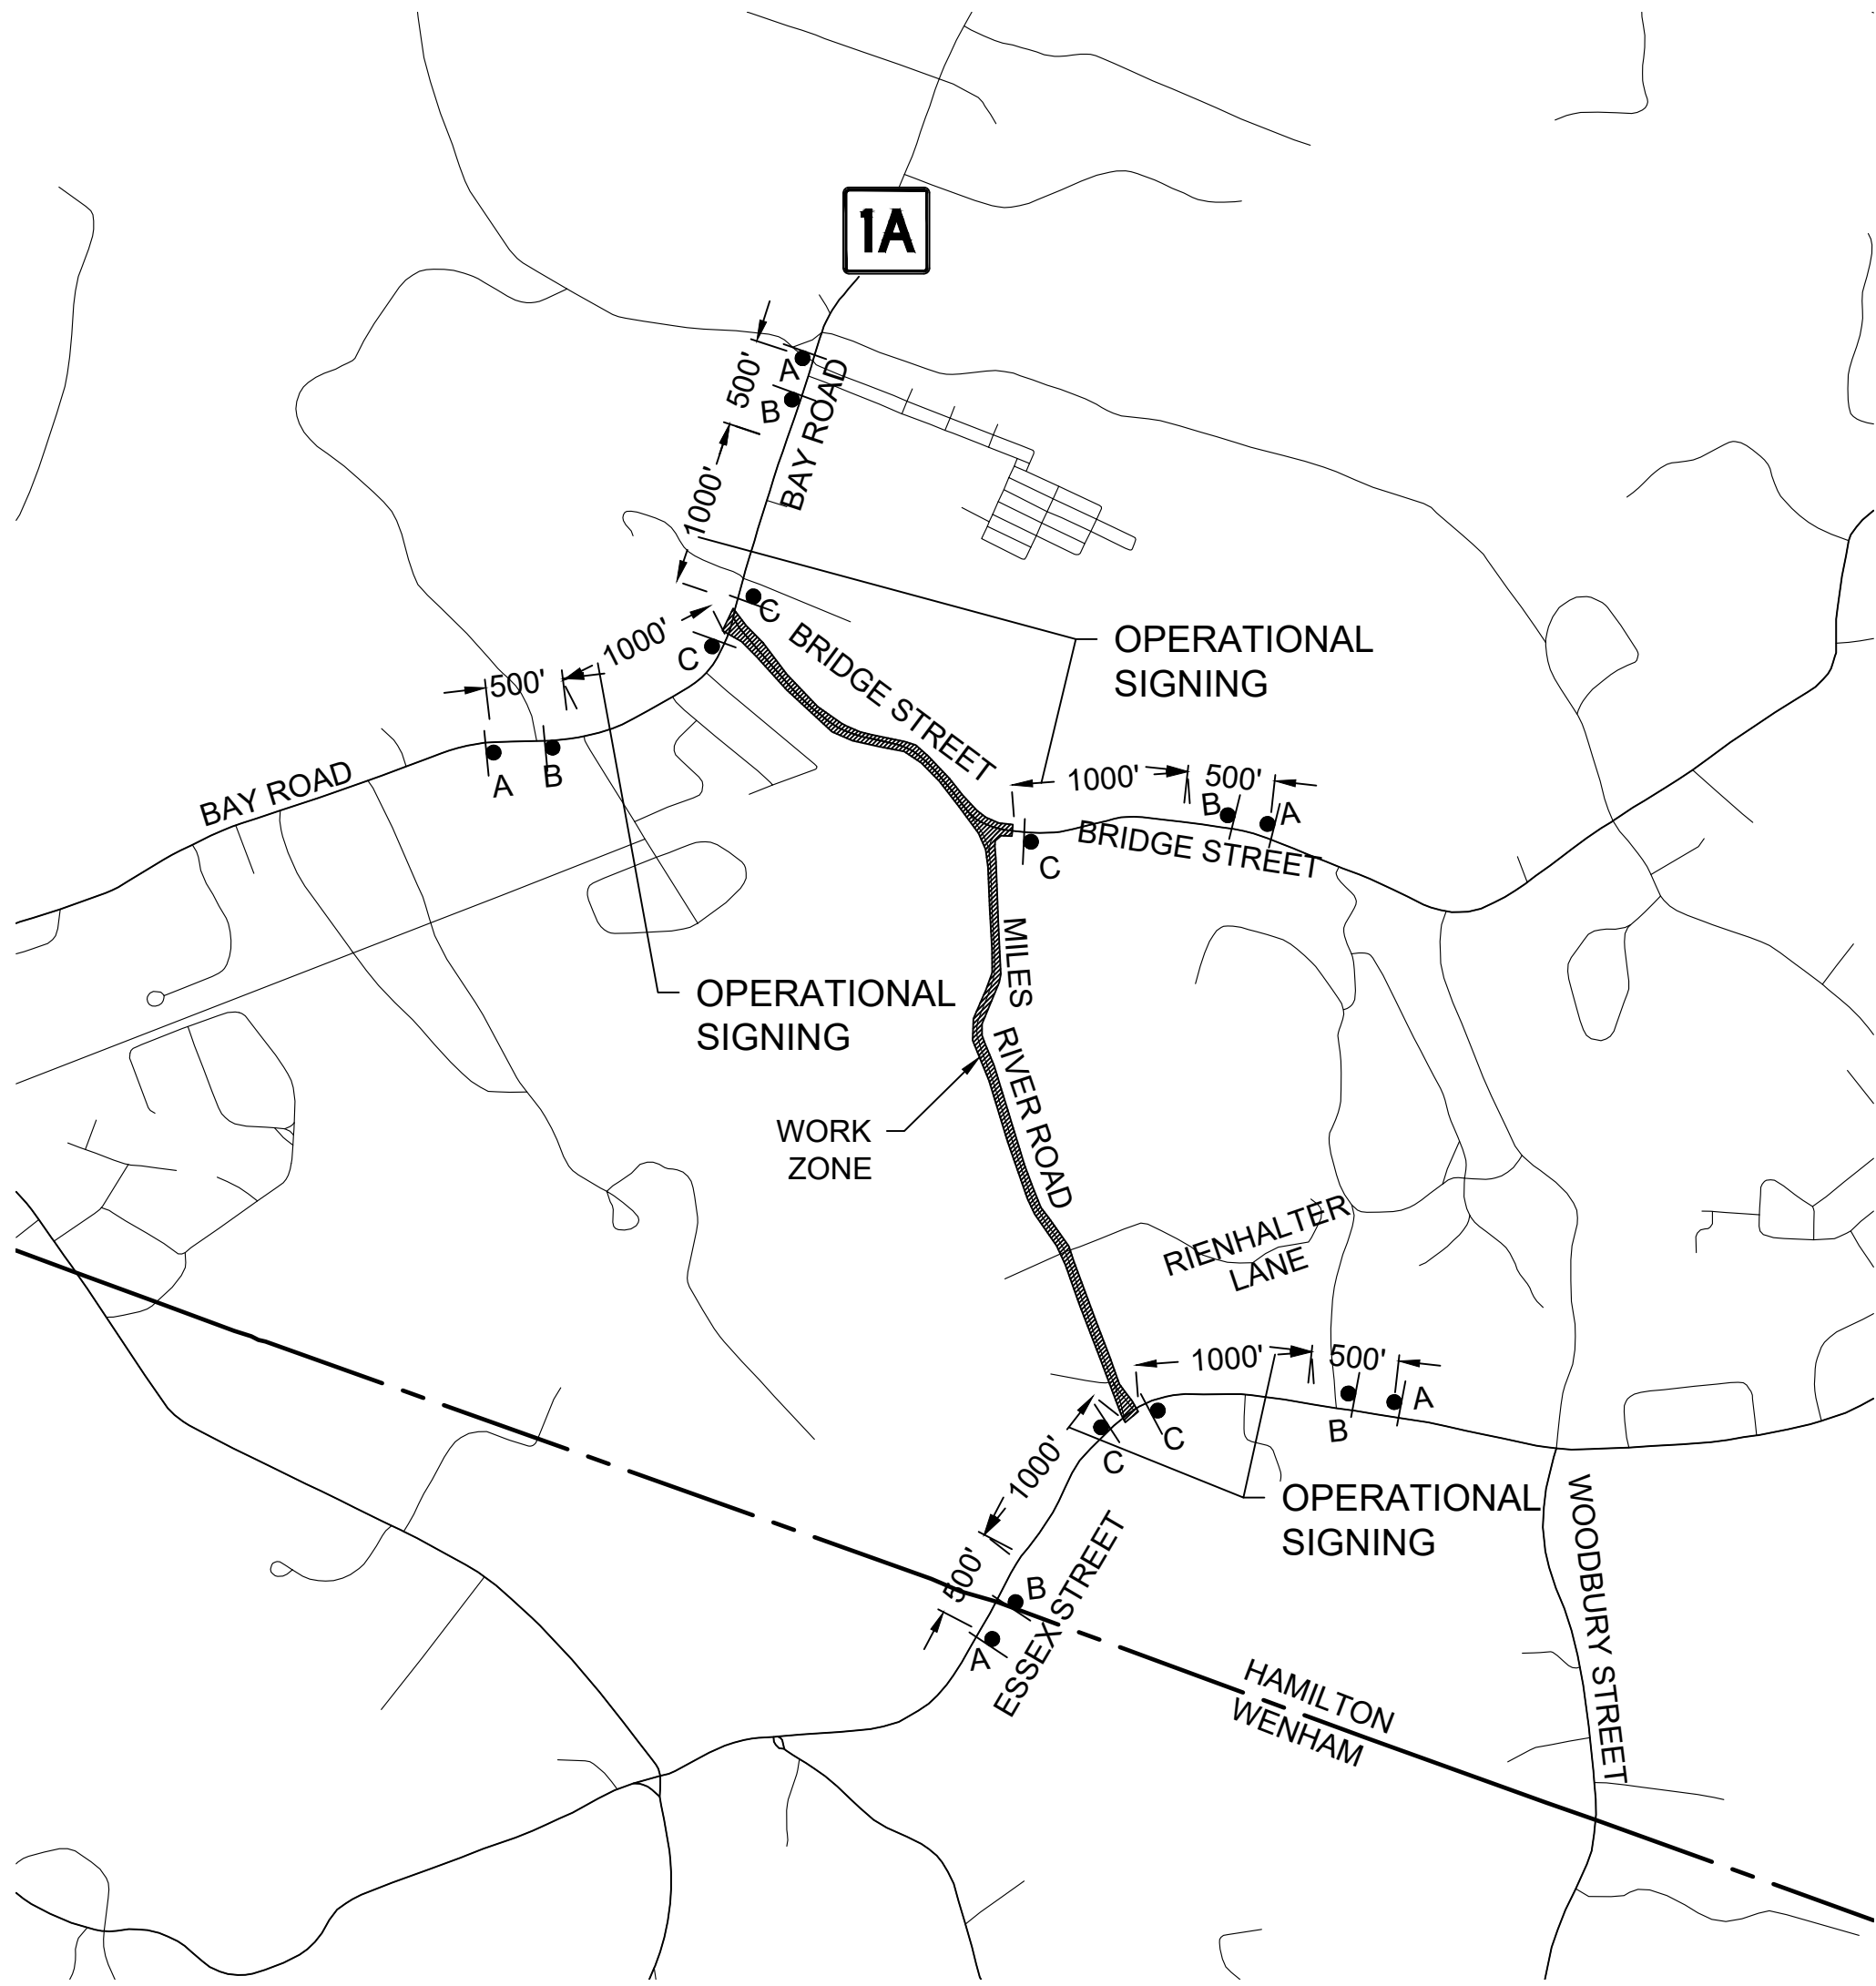 1A
500'
A
B
BAY ROAD
1000'
C
BRIDGE STREET
1000'
C
500'
OPERATIONAL
SIGNING
A
B
BAY ROAD
1000'
500'
B
A
BRIDGE STREET
C
MILES RIVER ROAD
OPERATIONAL
SIGNING
WORK
ZONE
RIENHALTER
LANE
1000'
500'
A
B
C
C
1000'
OPERATIONAL
SIGNING
WOODBURY STREET
500'
B
A
ESSEX STREET
HAMILTON
WENHAM